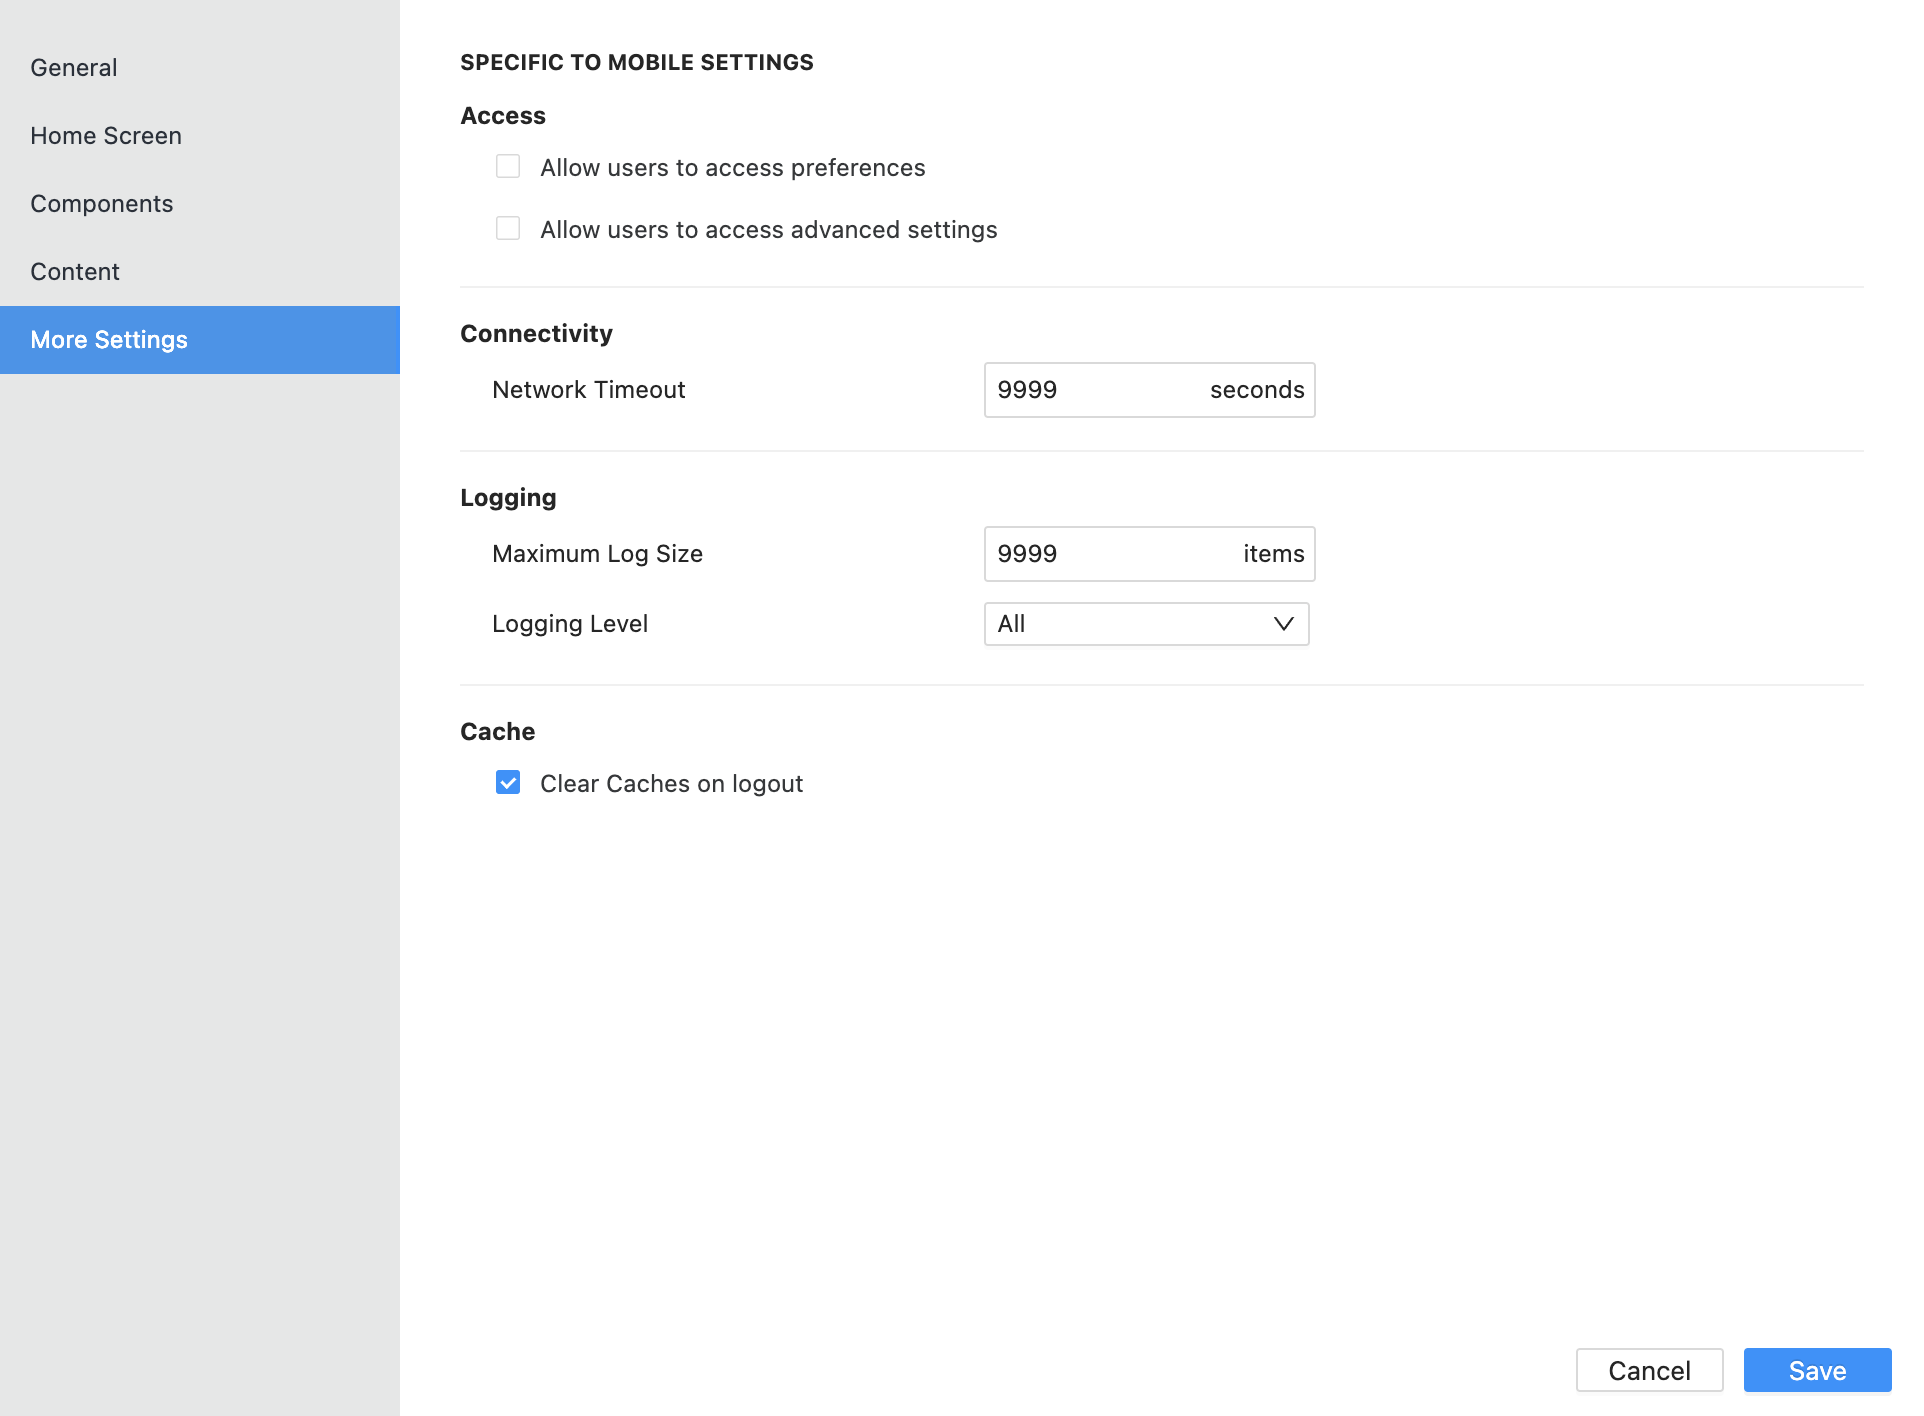 General
Home Screen
Components
Content
More Settings
SPECIFIC TO MOBILE SETTINGS
Access
Allow users to access preferences
Allow users to access advanced settings
Connectivity
Network Timeout 9999 seconds
Logging
Maximum Log Size 9999 items
Logging Level All
Cache
Clear Caches on logout
Cancel Save